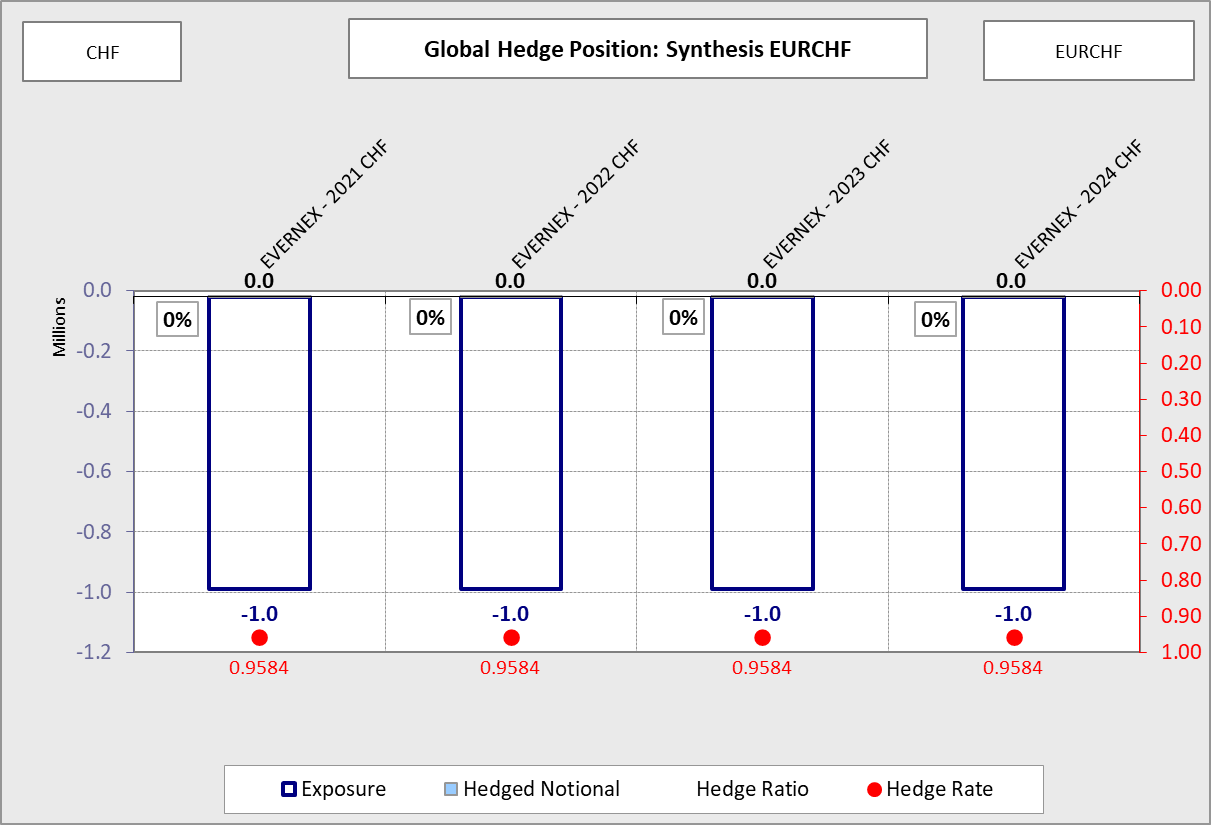 CHF
Global Hedge Position: Synthesis EURCHF
EURCHF
EVERNEX - 2021 CHF
EVERNEX - 2022 CHF
EVERNEX - 2023 CHF
EVERNEX - 2024 CHF
0.0
0.0
0.0
0.0
Millions
0.0
-0.2
-0.4
-0.6
-0.8
-1.0
-1.2
0%
0%
0%
0%
-1.0
-1.0
-1.0
-1.0
0.9584
0.9584
0.9584
0.9584
0.00
0.10
0.20
0.30
0.40
0.50
0.60
0.70
0.80
0.90
1.00
Exposure
Hedged Notional
Hedge Ratio
Hedge Rate